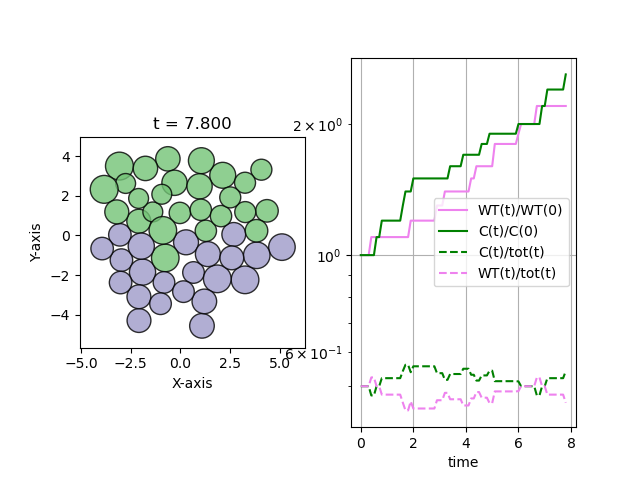 t = 7.800
Y-axis
4
2
0
−2
−4
−5.0 −2.5 0.0 2.5 5.0
X-axis
2 × 10⁰
10⁰
6 × 10⁻¹
WT(t)/WT(0)
C(t)/C(0)
C(t)/tot(t)
WT(t)/tot(t)
0 2 4 6 8
time